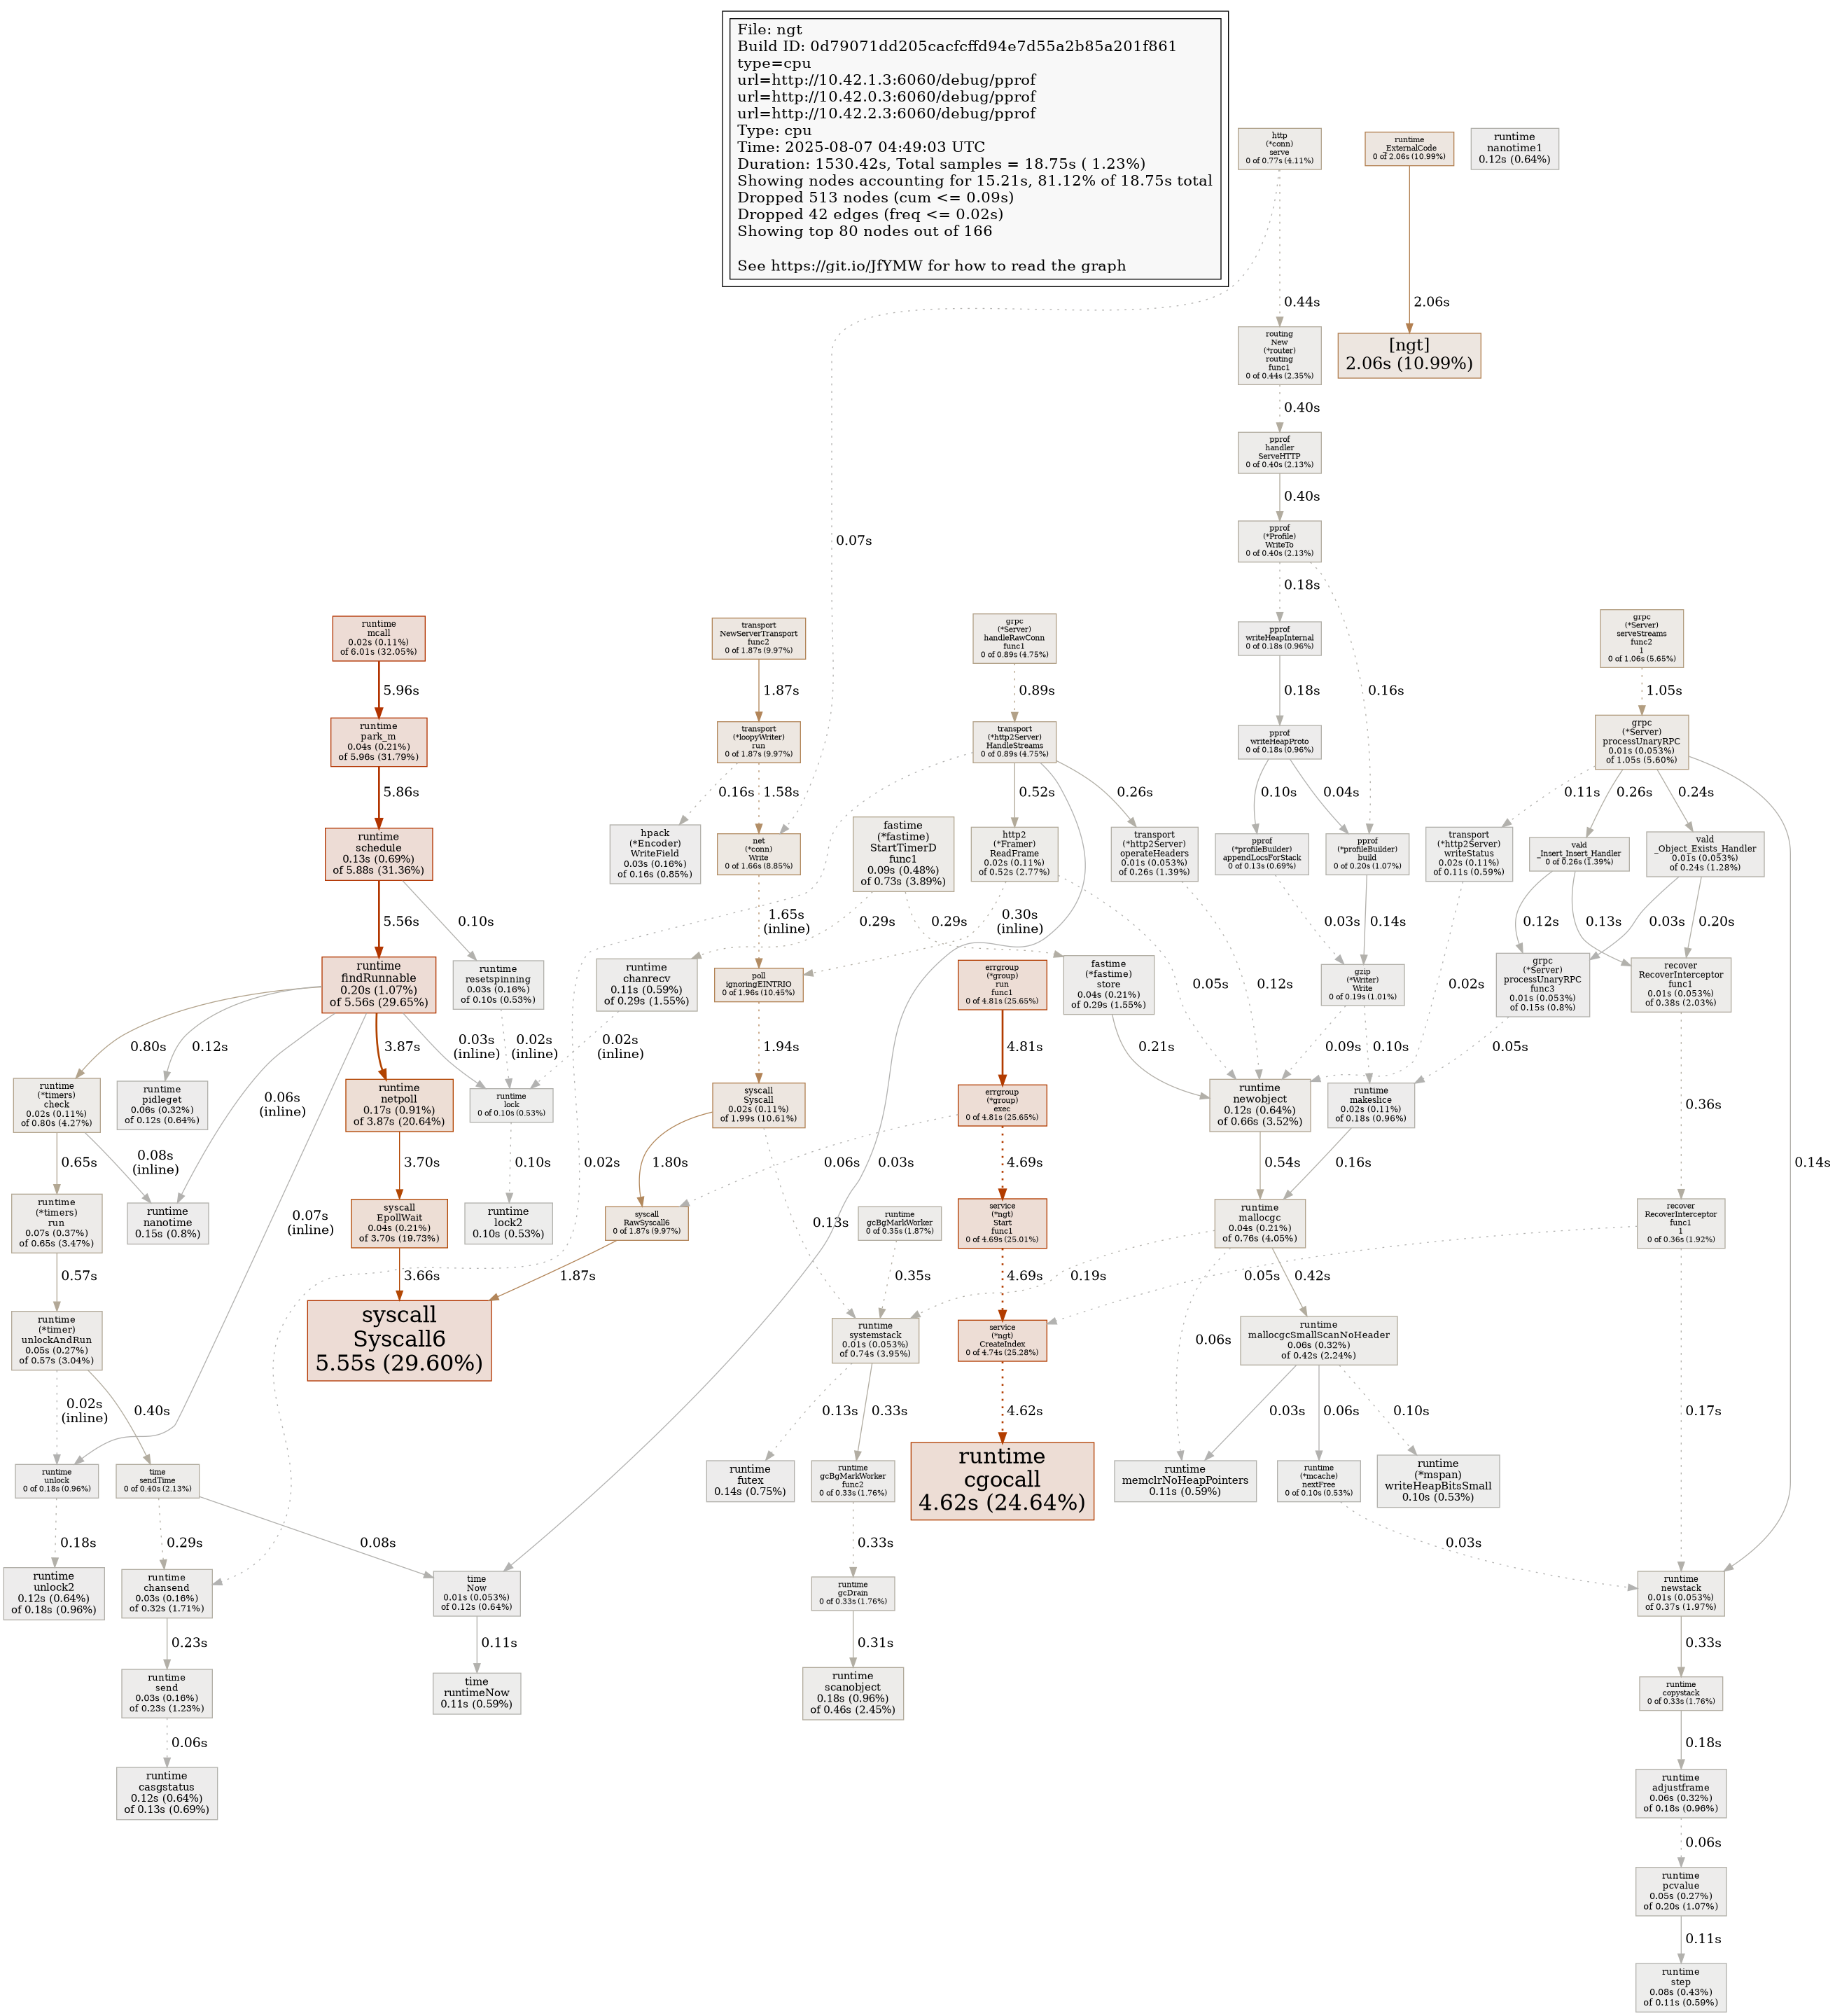 File: ngt
Build ID: 0d79071dd205cacfcffd94e7d55a2b85a201f861
type=cpu
url=http://10.42.1.3:6060/debug/pprof
url=http://10.42.0.3:6060/debug/pprof
url=http://10.42.2.3:6060/debug/pprof
Type: cpu
Time: 2025-08-07 04:49:03 UTC
Duration: 1530.42s, Total samples = 18.75s ( 1.23%)
Showing nodes accounting for 15.21s, 81.12% of 18.75s total
Dropped 513 nodes (cum <= 0.09s)
Dropped 42 edges (freq <= 0.02s)
Showing top 80 nodes out of 166
See https://git.io/JfYMW for how to read the graph
http
(*conn)
serve
0 of 0.77s (4.11%)
runtime
_ExternalCode
0 of 2.06s (10.99%)
runtime
nanotime1
0.12s (0.64%)
0.44s
2.06s
routing
New
(*router)
routing
func1
0 of 0.44s (2.35%)
[ngt]
2.06s (10.99%)
0.40s
pprof
handler
ServeHTTP
0 of 0.40s (2.13%)
0.40s
0.07s
pprof
(*Profile)
WriteTo
0 of 0.40s (2.13%)
0.18s
0.16s
runtime
mcall
0.02s (0.11%)
of 6.01s (32.05%)
transport
NewServerTransport
func2
0 of 1.87s (9.97%)
grpc
(*Server)
handleRawConn
func1
0 of 0.89s (4.75%)
pprof
writeHeapInternal
0 of 0.18s (0.96%)
grpc
(*Server)
serveStreams
func2
1
0 of 1.06s (5.65%)
5.96s
1.87s
0.89s
0.18s
1.05s
runtime
park_m
0.04s (0.21%)
of 5.96s (31.79%)
transport
(*loopyWriter)
run
0 of 1.87s (9.97%)
transport
(*http2Server)
HandleStreams
0 of 0.89s (4.75%)
pprof
writeHeapProto
0 of 0.18s (0.96%)
grpc
(*Server)
processUnaryRPC
0.01s (0.053%)
of 1.05s (5.60%)
5.86s
0.16s
1.58s
0.52s
0.26s
0.10s
0.04s
0.11s
0.26s
0.24s
runtime
schedule
0.13s (0.69%)
of 5.88s (31.36%)
hpack
(*Encoder)
WriteField
0.03s (0.16%)
of 0.16s (0.85%)
net
(*conn)
Write
0 of 1.66s (8.85%)
fastime
(*fastime)
StartTimerD
func1
0.09s (0.48%)
of 0.73s (3.89%)
http2
(*Framer)
ReadFrame
0.02s (0.11%)
of 0.52s (2.77%)
transport
(*http2Server)
operateHeaders
0.01s (0.053%)
of 0.26s (1.39%)
pprof
(*profileBuilder)
appendLocsForStack
0 of 0.13s (0.69%)
pprof
(*profileBuilder)
build
0 of 0.20s (1.07%)
transport
(*http2Server)
writeStatus
0.02s (0.11%)
of 0.11s (0.59%)
vald
_Insert_Insert_Handler
0 of 0.26s (1.39%)
vald
_Object_Exists_Handler
0.01s (0.053%)
of 0.24s (1.28%)
5.56s
0.10s
1.65s
(inline)
0.29s
0.29s
0.30s
(inline)
0.03s
0.14s
0.12s
0.13s
0.03s
0.20s
runtime
findRunnable
0.20s (1.07%)
of 5.56s (29.65%)
runtime
resetspinning
0.03s (0.16%)
of 0.10s (0.53%)
runtime
chanrecv
0.11s (0.59%)
of 0.29s (1.55%)
poll
ignoringEINTRIO
0 of 1.96s (10.45%)
errgroup
(*group)
run
func1
0 of 4.81s (25.65%)
fastime
(*fastime)
store
0.04s (0.21%)
of 0.29s (1.55%)
0.05s
0.12s
gzip
(*Writer)
Write
0 of 0.19s (1.01%)
0.02s
grpc
(*Server)
processUnaryRPC
func3
0.01s (0.053%)
of 0.15s (0.8%)
recover
RecoverInterceptor
func1
0.01s (0.053%)
of 0.38s (2.03%)
0.80s
0.12s
0.06s
(inline)
3.87s
0.03s
(inline)
0.02s
(inline)
0.02s
(inline)
1.94s
4.81s
0.21s
0.09s
0.10s
0.05s
0.36s
runtime
(*timers)
check
0.02s (0.11%)
of 0.80s (4.27%)
runtime
pidleget
0.06s (0.32%)
of 0.12s (0.64%)
runtime
netpoll
0.17s (0.91%)
of 3.87s (20.64%)
runtime
lock
0 of 0.10s (0.53%)
syscall
Syscall
0.02s (0.11%)
of 1.99s (10.61%)
errgroup
(*group)
exec
0 of 4.81s (25.65%)
runtime
newobject
0.12s (0.64%)
of 0.66s (3.52%)
runtime
makeslice
0.02s (0.11%)
of 0.18s (0.96%)
0.65s
0.08s
(inline)
3.70s
0.10s
0.02s
1.80s
0.06s
0.03s
4.69s
0.54s
0.16s
0.14s
runtime
(*timers)
run
0.07s (0.37%)
of 0.65s (3.47%)
runtime
nanotime
0.15s (0.8%)
0.07s
(inline)
syscall
EpollWait
0.04s (0.21%)
of 3.70s (19.73%)
runtime
lock2
0.10s (0.53%)
syscall
RawSyscall6
0 of 1.87s (9.97%)
0.13s
runtime
gcBgMarkWorker
0 of 0.35s (1.87%)
service
(*ngt)
Start
func1
0 of 4.69s (25.01%)
runtime
mallocgc
0.04s (0.21%)
of 0.76s (4.05%)
recover
RecoverInterceptor
func1
1
0 of 0.36s (1.92%)
0.57s
3.66s
1.87s
0.35s
4.69s
0.19s
0.05s
0.42s
runtime
(*timer)
unlockAndRun
0.05s (0.27%)
of 0.57s (3.04%)
syscall
Syscall6
5.55s (29.60%)
runtime
systemstack
0.01s (0.053%)
of 0.74s (3.95%)
service
(*ngt)
CreateIndex
0 of 4.74s (25.28%)
0.06s
runtime
mallocgcSmallScanNoHeader
0.06s (0.32%)
of 0.42s (2.24%)
0.02s
(inline)
0.40s
0.13s
0.33s
4.62s
0.03s
0.06s
0.10s
0.17s
runtime
unlock
0 of 0.18s (0.96%)
time
sendTime
0 of 0.40s (2.13%)
runtime
futex
0.14s (0.75%)
runtime
gcBgMarkWorker
func2
0 of 0.33s (1.76%)
runtime
cgocall
4.62s (24.64%)
runtime
memclrNoHeapPointers
0.11s (0.59%)
runtime
(*mcache)
nextFree
0 of 0.10s (0.53%)
runtime
(*mspan)
writeHeapBitsSmall
0.10s (0.53%)
0.18s
0.29s
0.08s
0.33s
0.03s
runtime
unlock2
0.12s (0.64%)
of 0.18s (0.96%)
runtime
chansend
0.03s (0.16%)
of 0.32s (1.71%)
time
Now
0.01s (0.053%)
of 0.12s (0.64%)
runtime
gcDrain
0 of 0.33s (1.76%)
runtime
newstack
0.01s (0.053%)
of 0.37s (1.97%)
0.23s
0.11s
0.31s
0.33s
runtime
send
0.03s (0.16%)
of 0.23s (1.23%)
time
runtimeNow
0.11s (0.59%)
runtime
scanobject
0.18s (0.96%)
of 0.46s (2.45%)
runtime
copystack
0 of 0.33s (1.76%)
0.06s
0.18s
runtime
casgstatus
0.12s (0.64%)
of 0.13s (0.69%)
runtime
adjustframe
0.06s (0.32%)
of 0.18s (0.96%)
0.06s
runtime
pcvalue
0.05s (0.27%)
of 0.20s (1.07%)
0.11s
runtime
step
0.08s (0.43%)
of 0.11s (0.59%)